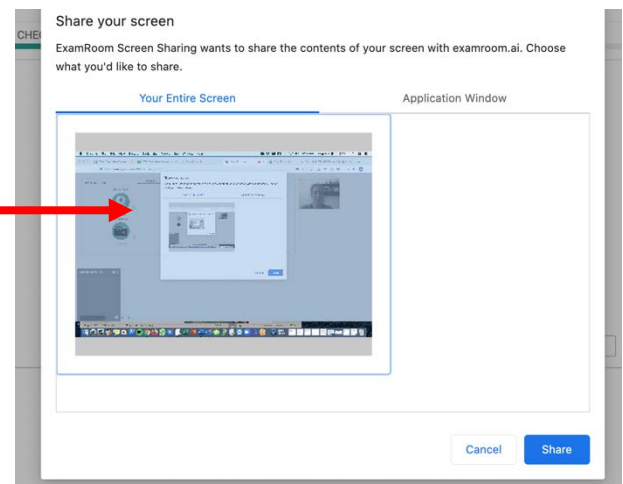 Share your screen
CHE
ExamRoom Screen Sharing wants to share the contents of your screen with examroom.ai. Choose
what you'd like to share.
Your Entire Screen
Application Window
Cancel
Share